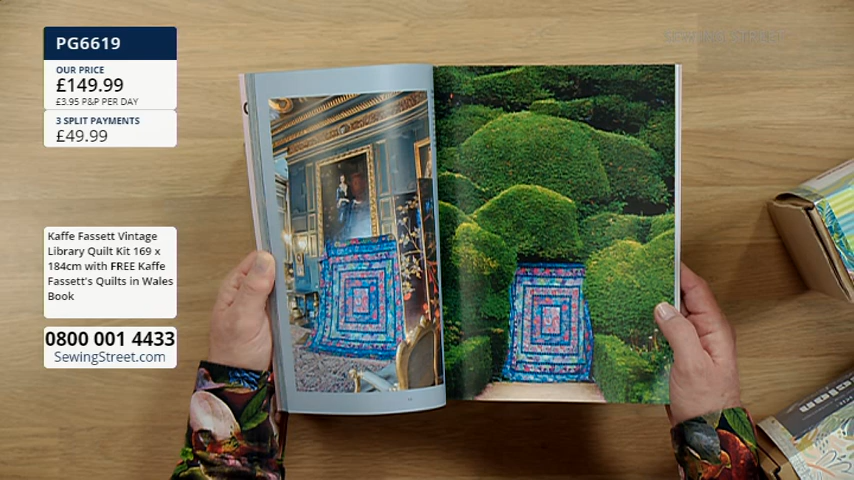 PG6619
OUR PRICE
£149.99
£3.95 P&P PER DAY
3 SPLIT PAYMENTS
£49.99
Kaffe Fassett Vintage
Library Quilt Kit 169 x
184cm with FREE Kaffe
Fassett's Quilts in Wales
Book
0800 001 4433
SewingStreet.com